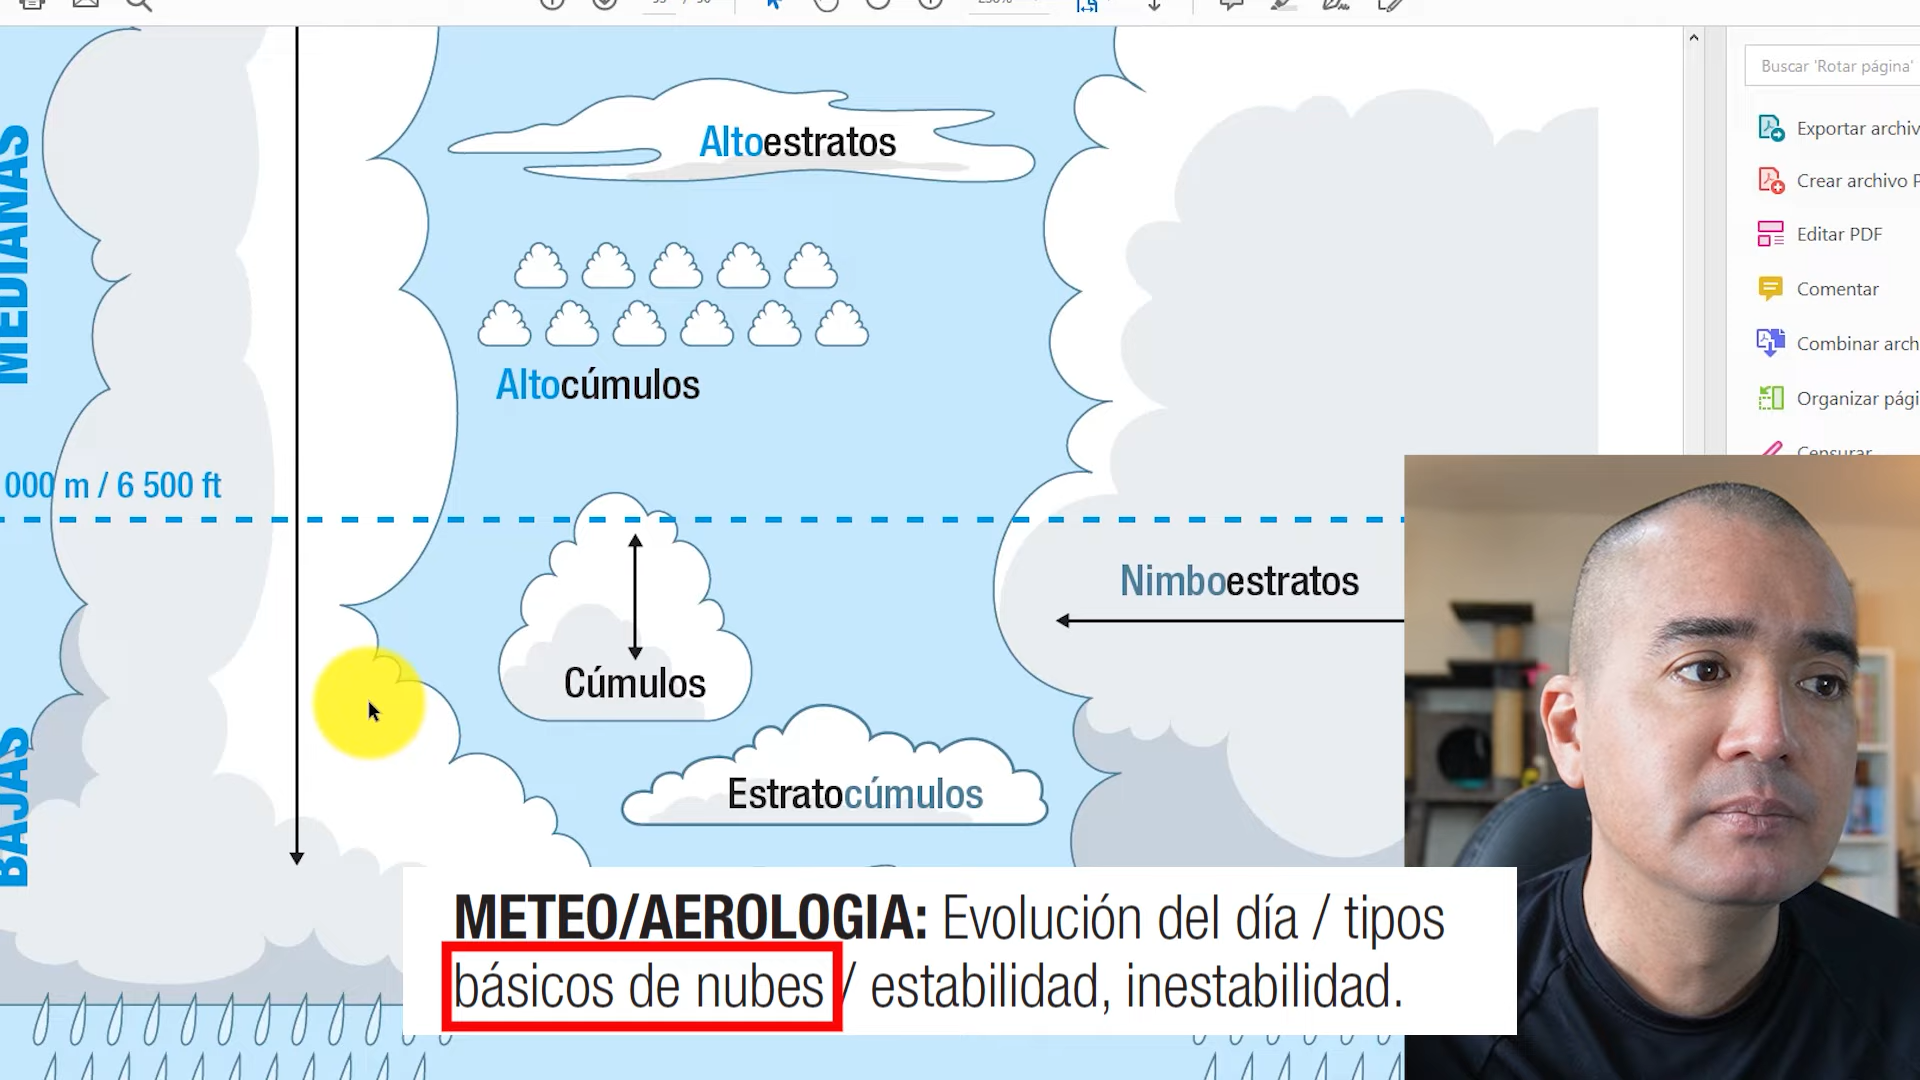 Buscar 'Rotar página'
Exportar archiv
Crear archivo P
Editar PDF
Comentar
Combinar arch
Organizar pági
MEDIANAS
Altoestratos
Altocúmulos
000 m / 6 500 ft
Nimboestratos
Cúmulos
Estratocúmulos
BAJAS
METEO/AEROLOGIA: Evolución del día / tipos
básicos de nubes / estabilidad, inestabilidad.